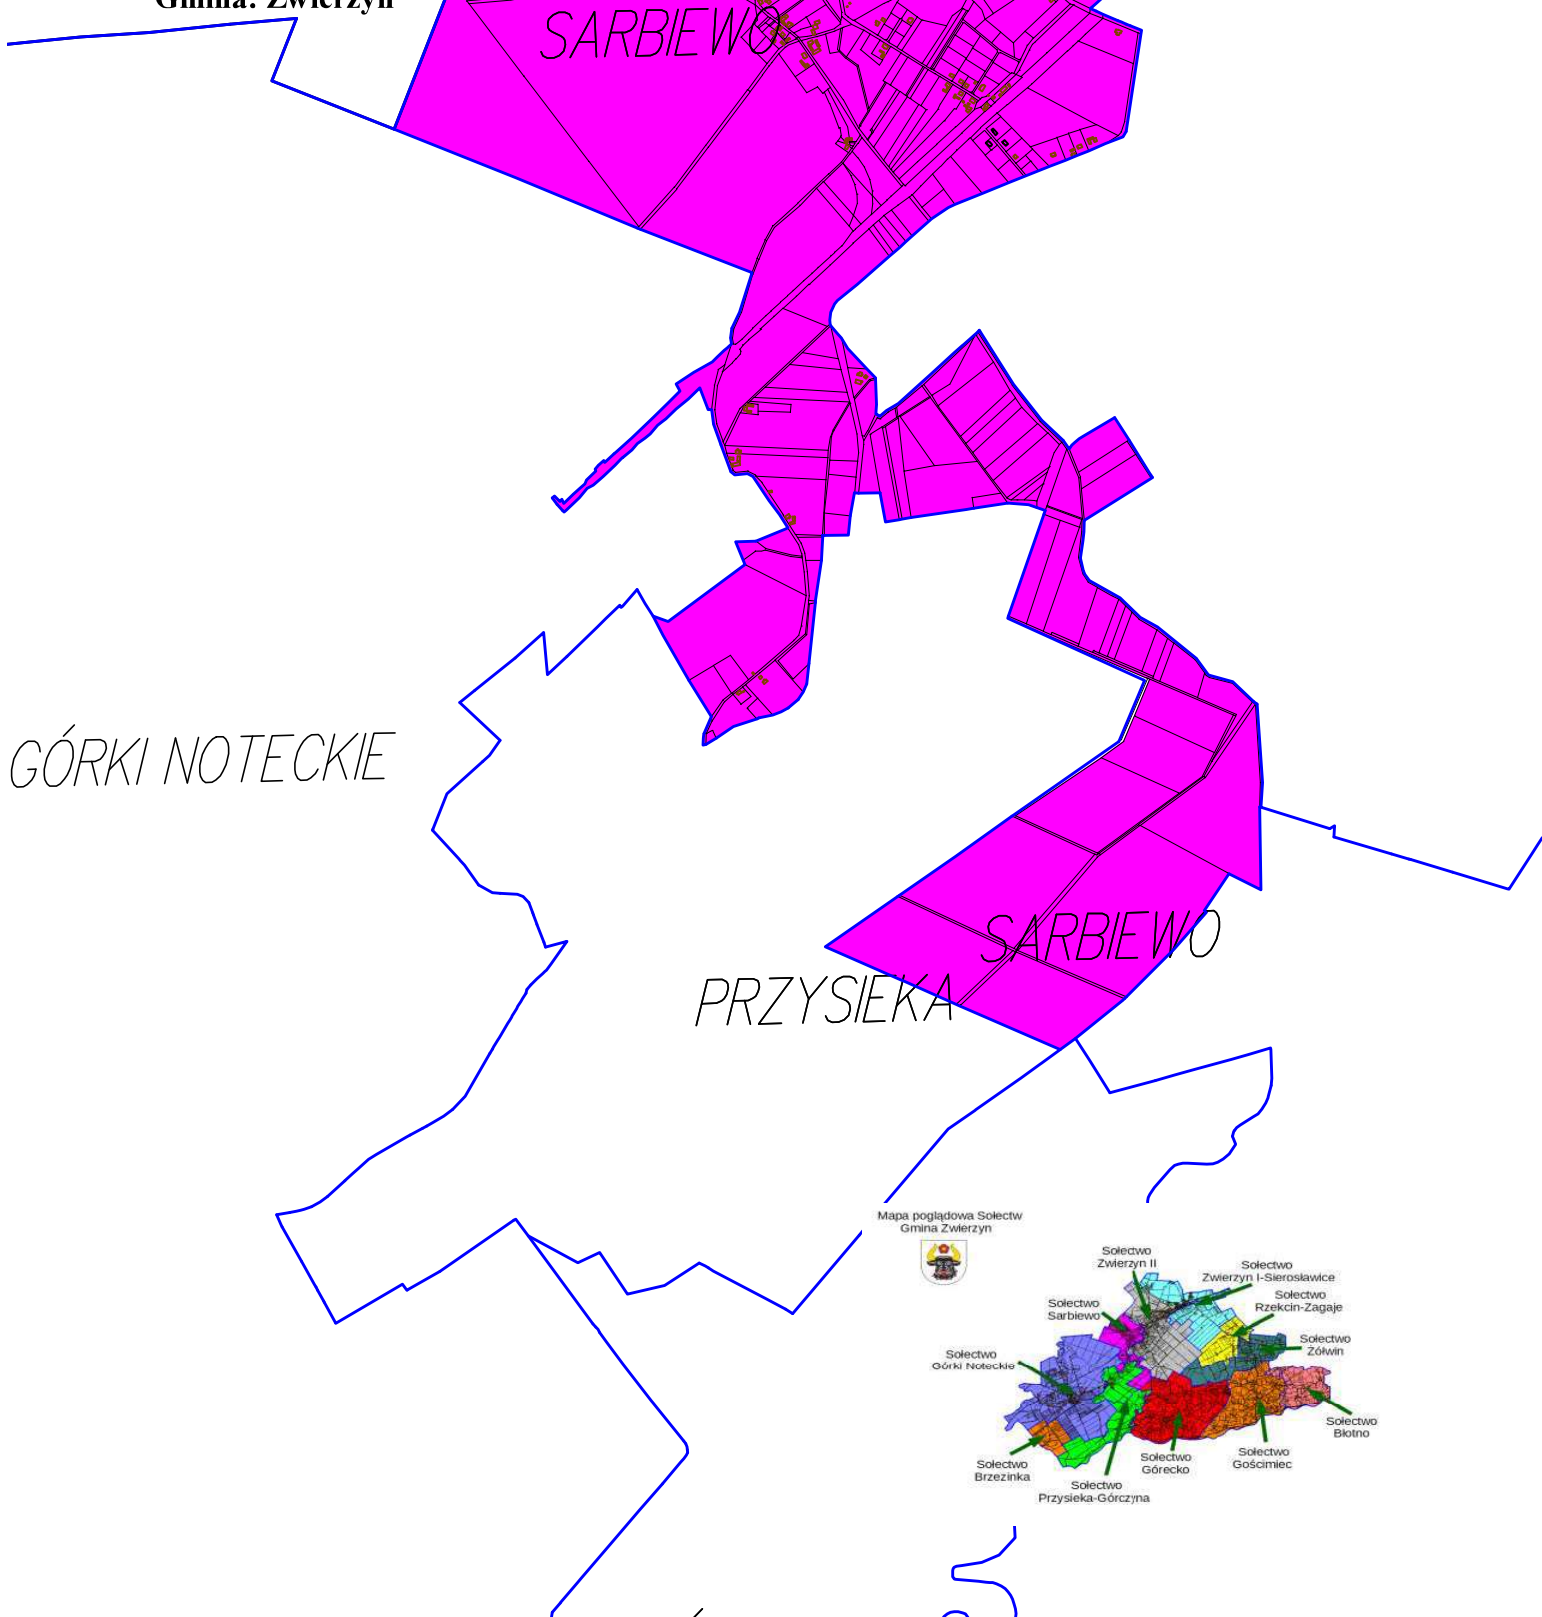 Gmina: Zwierzyn
SARBIEWO
GÓRKI NOTECKIE
SARBIEWO
PRZYSIEKA
Mapa poglądowa Sołectw
Gmina Zwierzyn
Sołectwo
Zwierzyn II
Sołectwo
Zwierzyn I-Sierosławice
Sołectwo
Rzekcin-Zagaje
Sołectwo
Sarbiewo
Sołectwo
Żółwin
Sołectwo
Górki Noteckie
Sołectwo
Błotno
Sołectwo
Gościmiec
Sołectwo
Górecko
Sołectwo
Brzezinka
Sołectwo
Przysieka-Górczyna